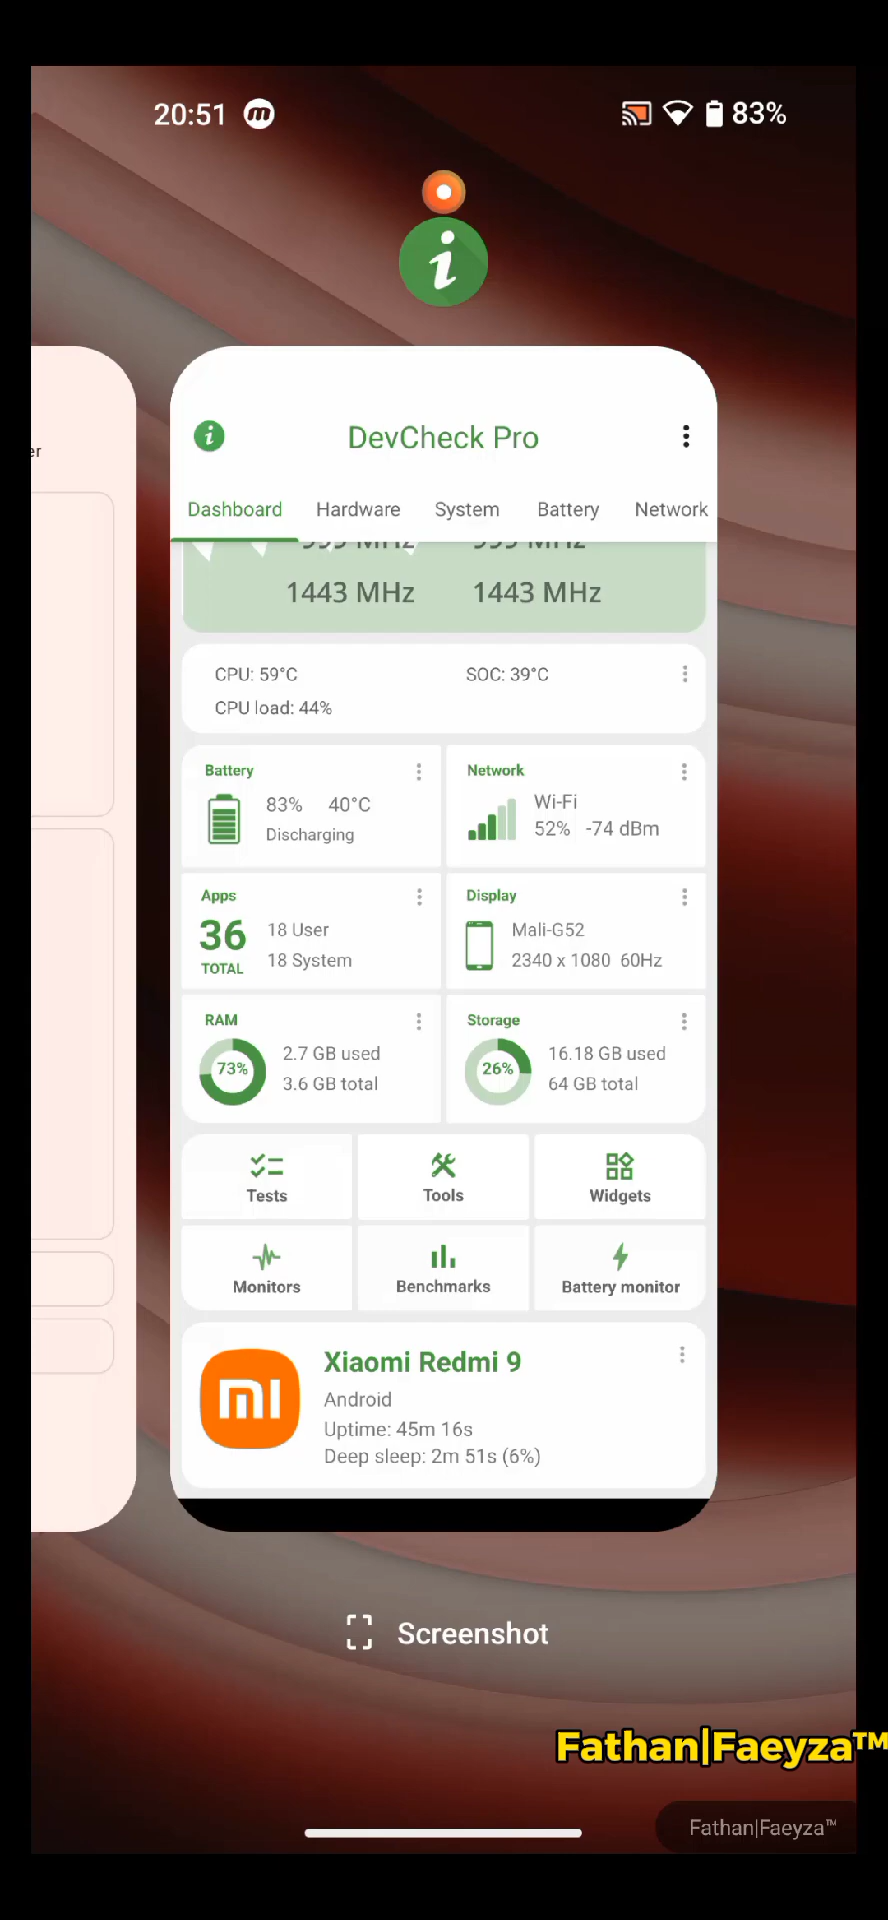 20:51 m 83%
i
er
i DevCheck Pro
Dashboard Hardware System Battery Network
1443 MHz 1443 MHz
CPU: 59°C SOC: 39°C
CPU load: 44%
Battery
83% 40°C
Discharging
Network
Wi-Fi
52% -74 dBm
Apps
36 TOTAL
18 User
18 System
Display
Mali-G52
2340 x 1080 60Hz
RAM
73%
2.7 GB used
3.6 GB total
Storage
26%
16.18 GB used
64 GB total
Tests Tools Widgets
Monitors Benchmarks Battery monitor
Xiaomi Redmi 9
Android
Uptime: 45m 16s
Deep sleep: 2m 51s (6%)
Screenshot
Fathan|Faeyza™
Fathan|Faeyza™